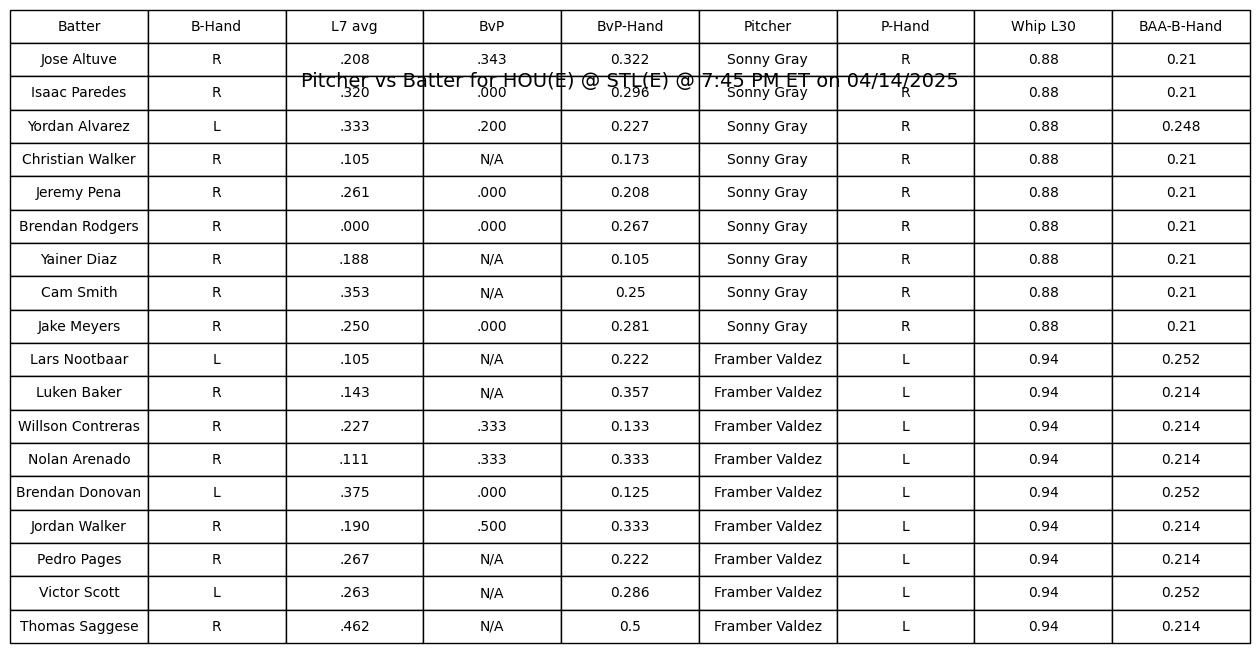 Batter B-Hand L7 avg BvP BvP-Hand Pitcher P-Hand Whip L30 BAA-B-Hand
Jose Altuve R .208 .343 0.322 Sonny Gray R 0.88 0.21
Pitcher vs Batter for HOU(E) @ STL(E) @ 7:45 PM ET on 04/14/2025
Isaac Paredes R .320 .000 0.296 Sonny Gray R 0.88 0.21
Yordan Alvarez L .333 .200 0.227 Sonny Gray R 0.88 0.248
Christian Walker R .105 N/A 0.173 Sonny Gray R 0.88 0.21
Jeremy Pena R .261 .000 0.208 Sonny Gray R 0.88 0.21
Brendan Rodgers R .000 .000 0.267 Sonny Gray R 0.88 0.21
Yainer Diaz R .188 N/A 0.105 Sonny Gray R 0.88 0.21
Cam Smith R .353 N/A 0.25 Sonny Gray R 0.88 0.21
Jake Meyers R .250 .000 0.281 Sonny Gray R 0.88 0.21
Lars Nootbaar L .105 N/A 0.222 Framber Valdez L 0.94 0.252
Luken Baker R .143 N/A 0.357 Framber Valdez L 0.94 0.214
Willson Contreras R .227 .333 0.133 Framber Valdez L 0.94 0.214
Nolan Arenado R .111 .333 0.333 Framber Valdez L 0.94 0.214
Brendan Donovan L .375 .000 0.125 Framber Valdez L 0.94 0.252
Jordan Walker R .190 .500 0.333 Framber Valdez L 0.94 0.214
Pedro Pages R .267 N/A 0.222 Framber Valdez L 0.94 0.214
Victor Scott L .263 N/A 0.286 Framber Valdez L 0.94 0.252
Thomas Saggese R .462 N/A 0.5 Framber Valdez L 0.94 0.214